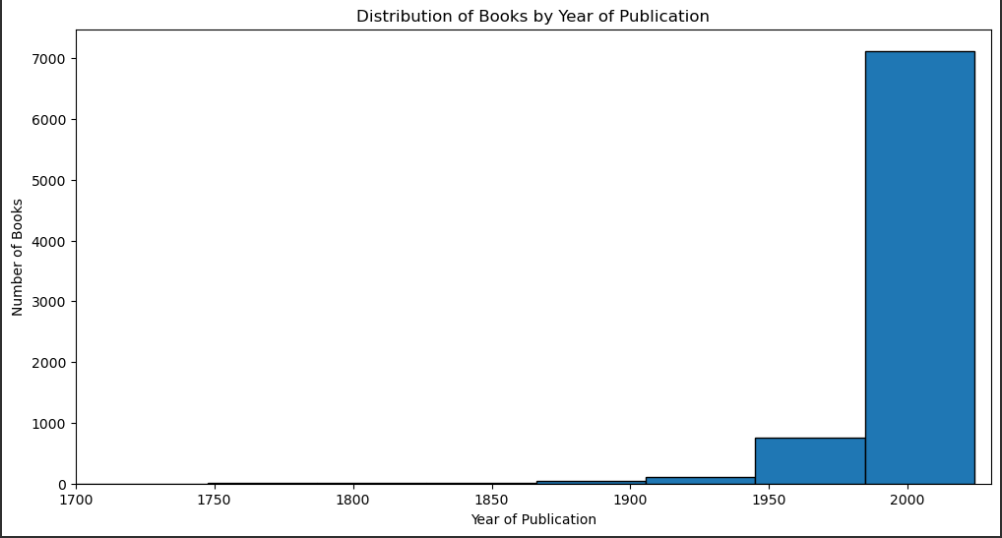 Distribution of Books by Year of Publication
7000
6000
5000
4000
3000
2000
1000
0
Number of Books
1700 1750 1800 1850 1900 1950 2000
Year of Publication